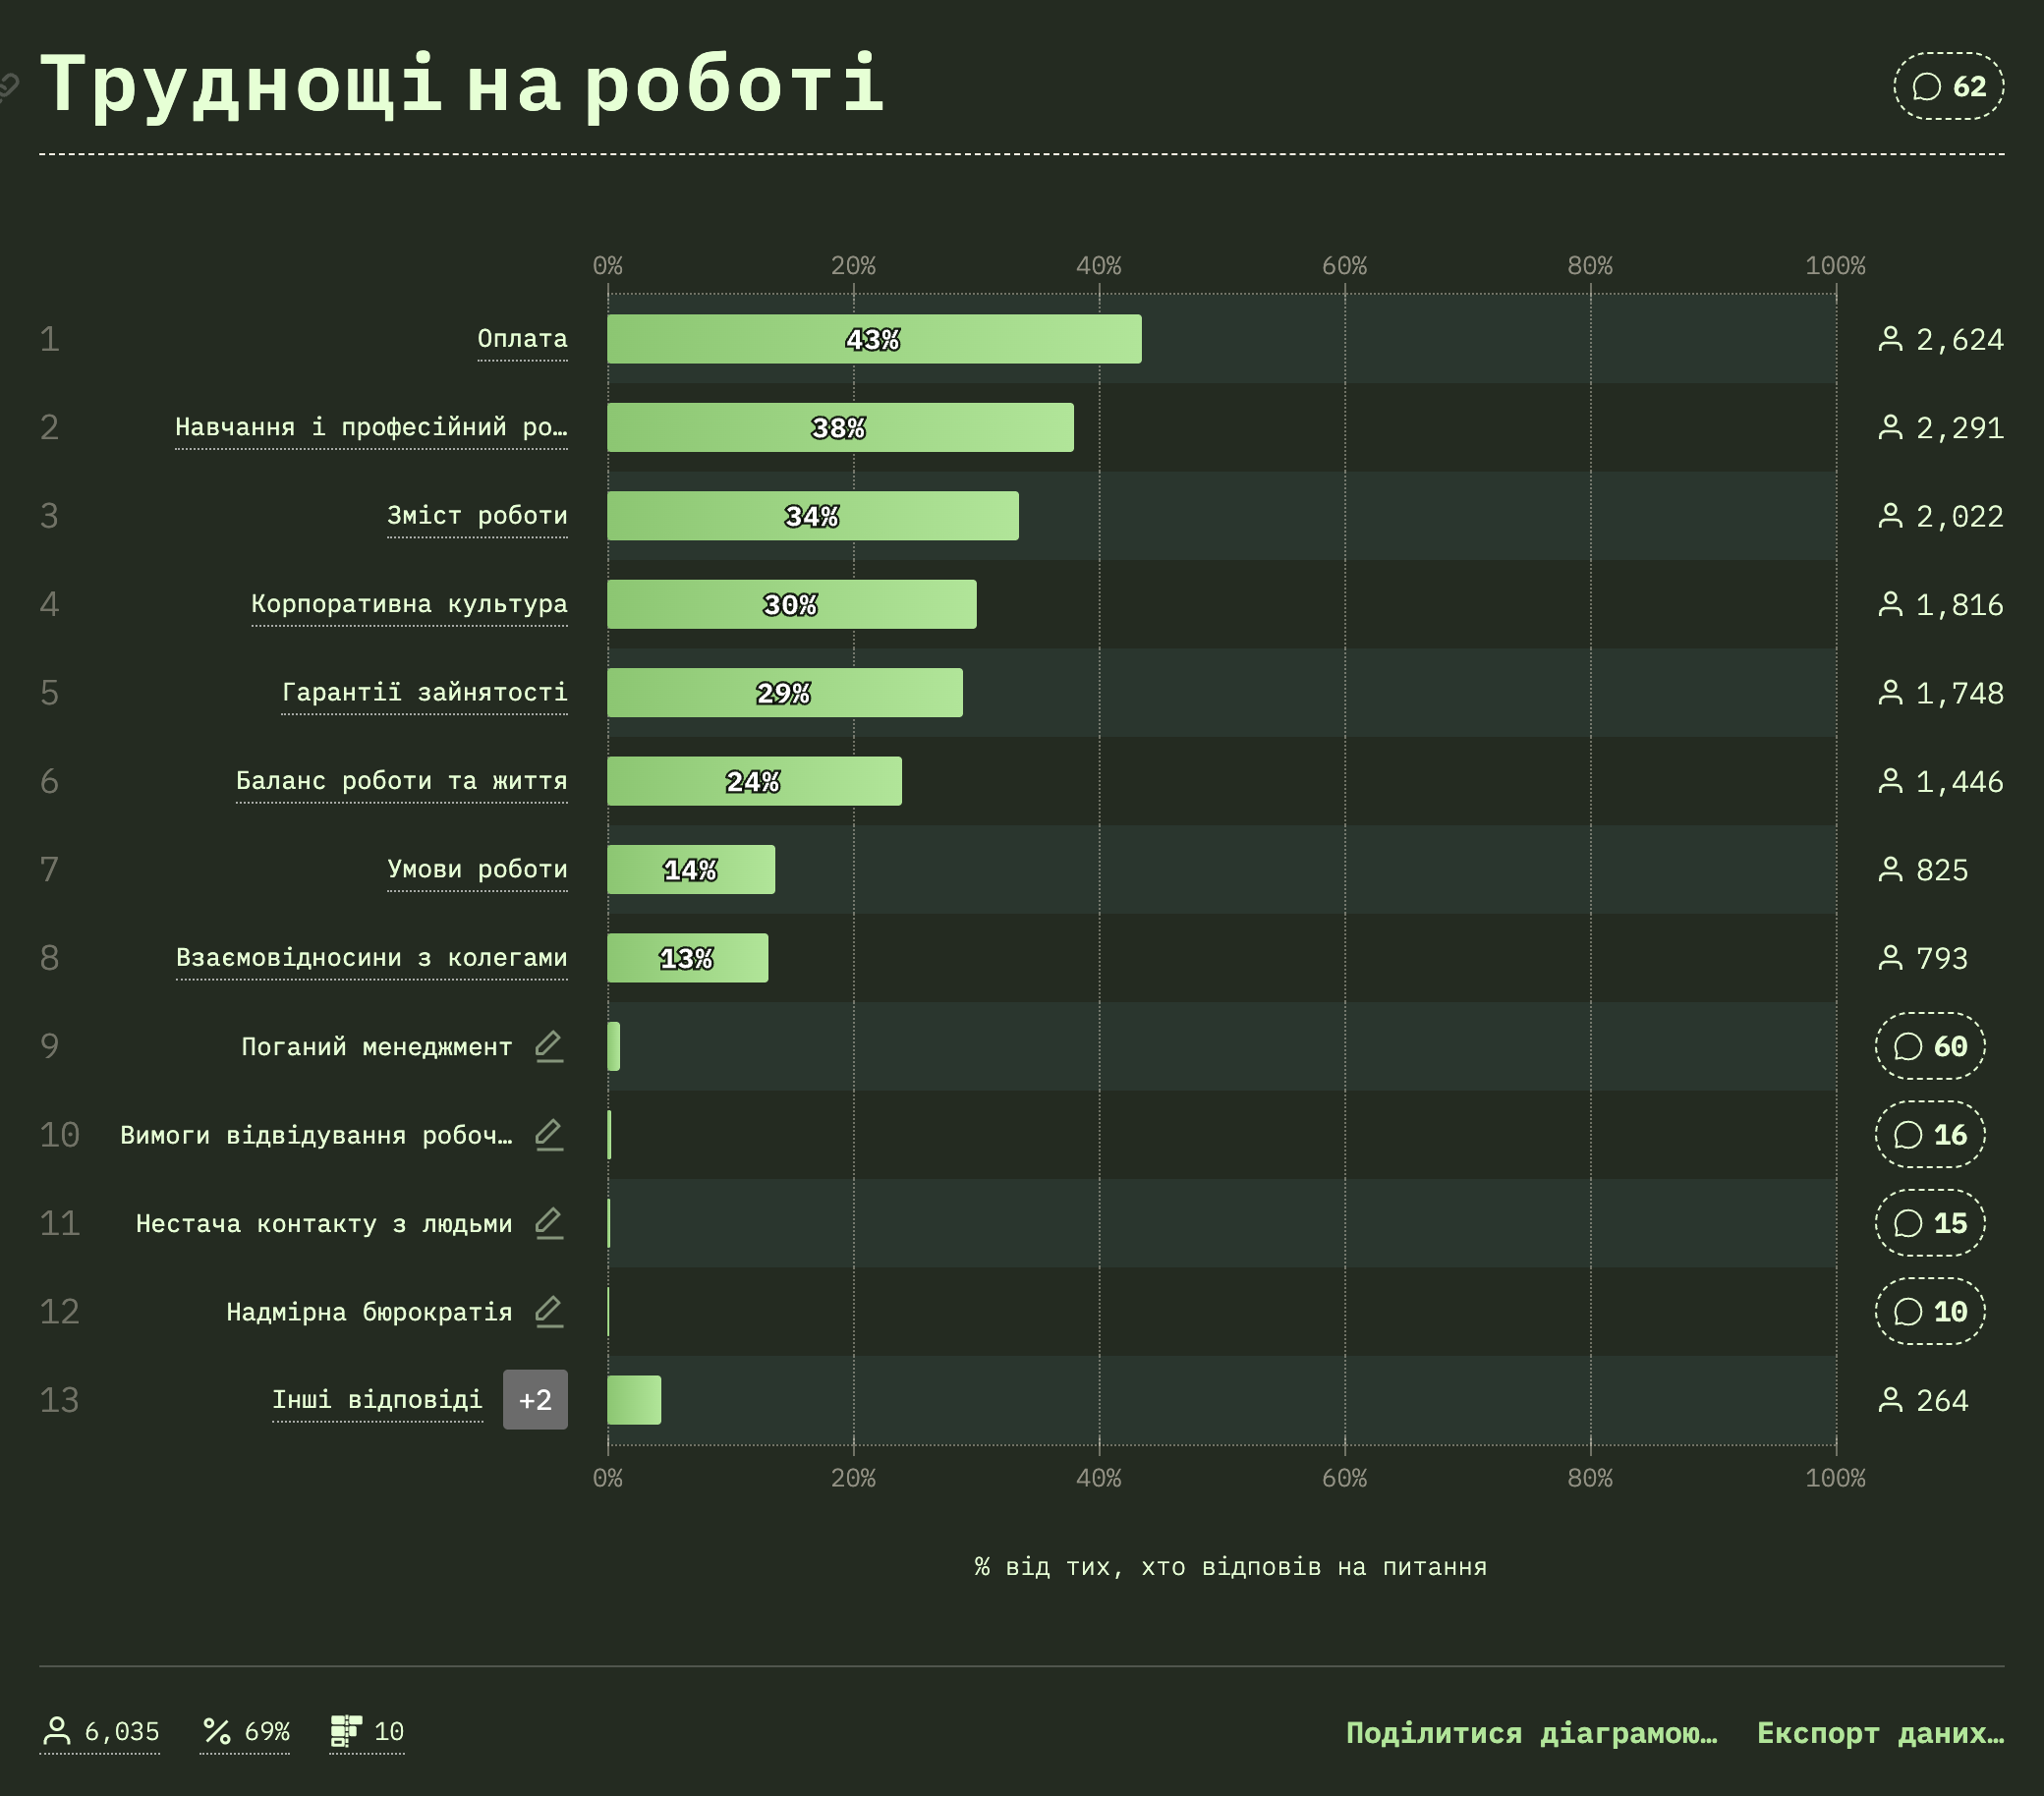 Труднощі на роботі
62
0% 20% 40% 60% 80% 100%
1 Оплата 43% 2,624
2 Навчання і професійний ро… 38% 2,291
3 Зміст роботи 34% 2,022
4 Корпоративна культура 30% 1,816
5 Гарантії зайнятості 29% 1,748
6 Баланс роботи та життя 24% 1,446
7 Умови роботи 14% 825
8 Взаємовідносини з колегами 13% 793
9 Поганий менеджмент 60
10 Вимоги відвідування робоч… 16
11 Нестача контакту з людьми 15
12 Надмірна бюрократія 10
13 Інші відповіді +2 264
0% 20% 40% 60% 80% 100%
% від тих, хто відповів на питання
6,035 % 69% 10 Поділитися діаграмою… Експорт даних…